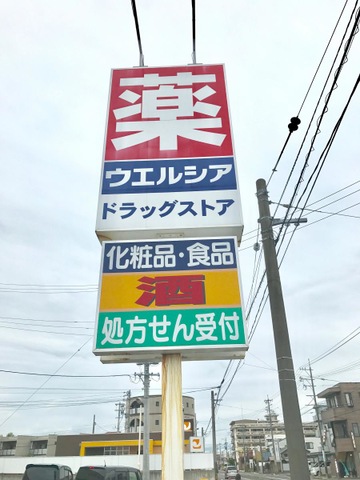 薬
ウエルシア
ドラッグストア
化粧品・食品
酒
処方せん受付